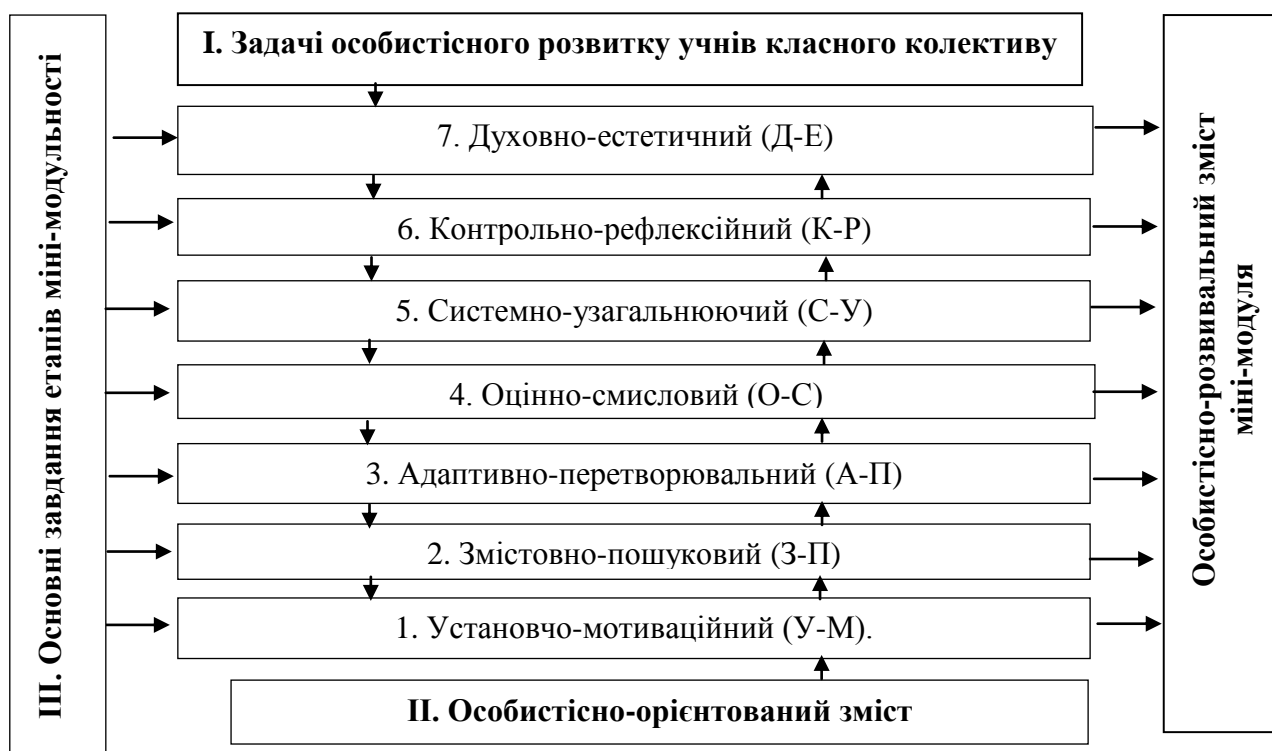 І. Задачі особистісного розвитку учнів класного колективу
ІІІ. Основні завдання етапів міні-модульності
7. Духовно-естетичний (Д-Е)
6. Контрольно-рефлексійний (К-Р)
5. Системно-узагальнюючий (С-У)
4. Оцінно-смисловий (О-С)
3. Адаптивно-перетворювальний (А-П)
2. Змістовно-пошуковий (З-П)
1. Установчо-мотиваційний (У-М).
ІІ. Особистісно-орієнтований зміст
Особистісно-розвивальний зміст
міні-модуля